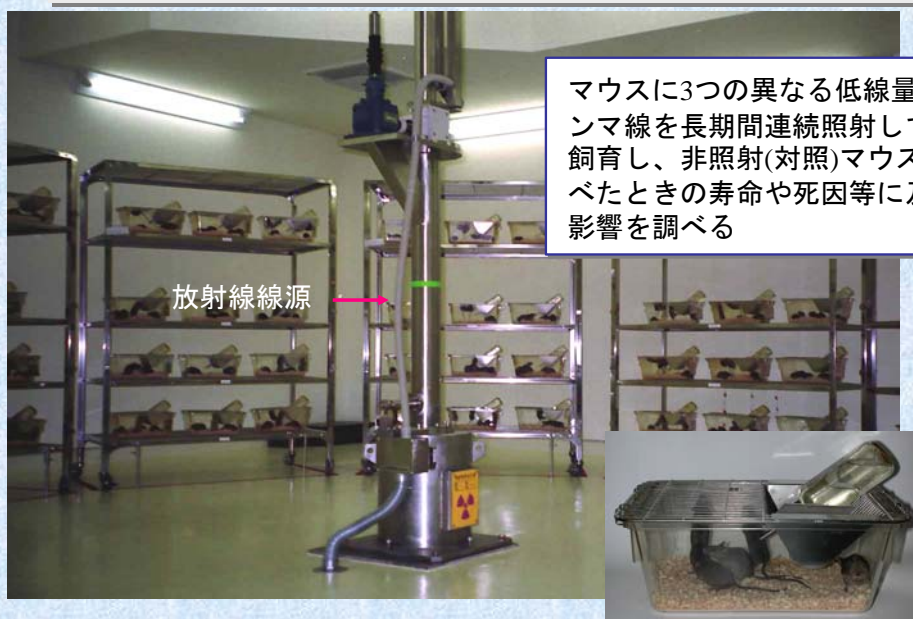 マウスに3つの異なる低線量
ンマ線を長期間連続照射して
飼育し、非照射(対照)マウス
べたときの寿命や死因等に及
影響を調べる
放射線線源